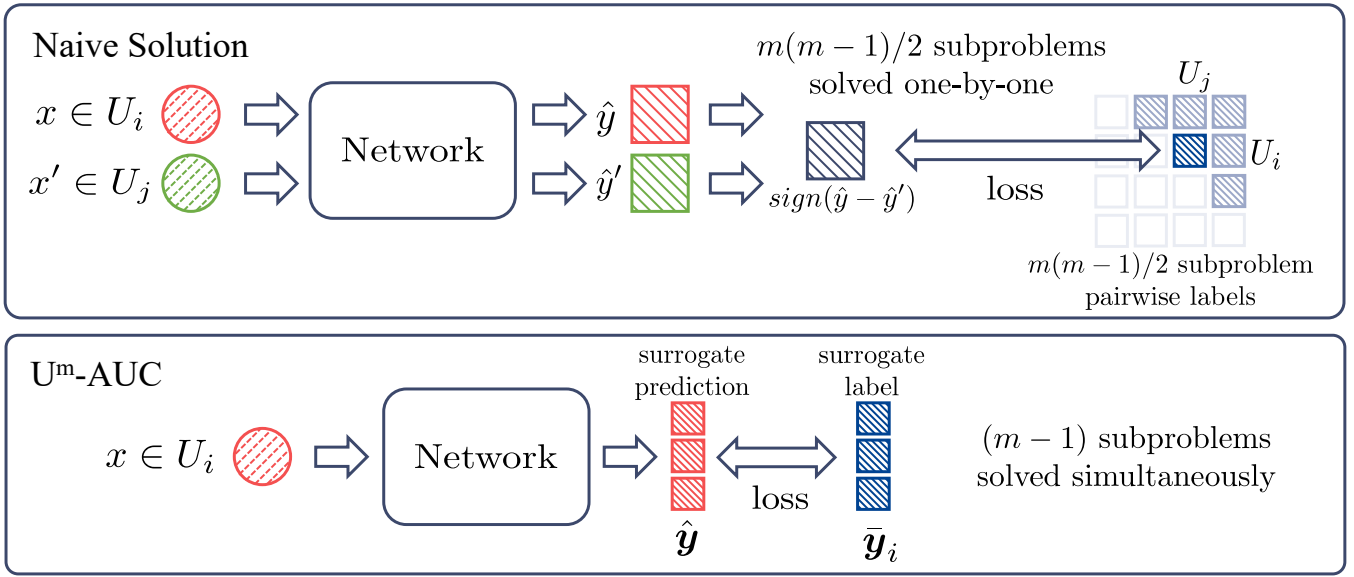 Naive Solution
x ∈ U_i
x′ ∈ U_j
Network
ŷ
ŷ′
m(m − 1)/2 subproblems
solved one-by-one
sign(ŷ − ŷ′)
loss
U_j
U_i
m(m − 1)/2 subproblem
pairwise labels
Uᵐ-AUC
x ∈ U_i
Network
surrogate
prediction
ŷ
loss
surrogate
label
ȳ_i
(m − 1) subproblems
solved simultaneously